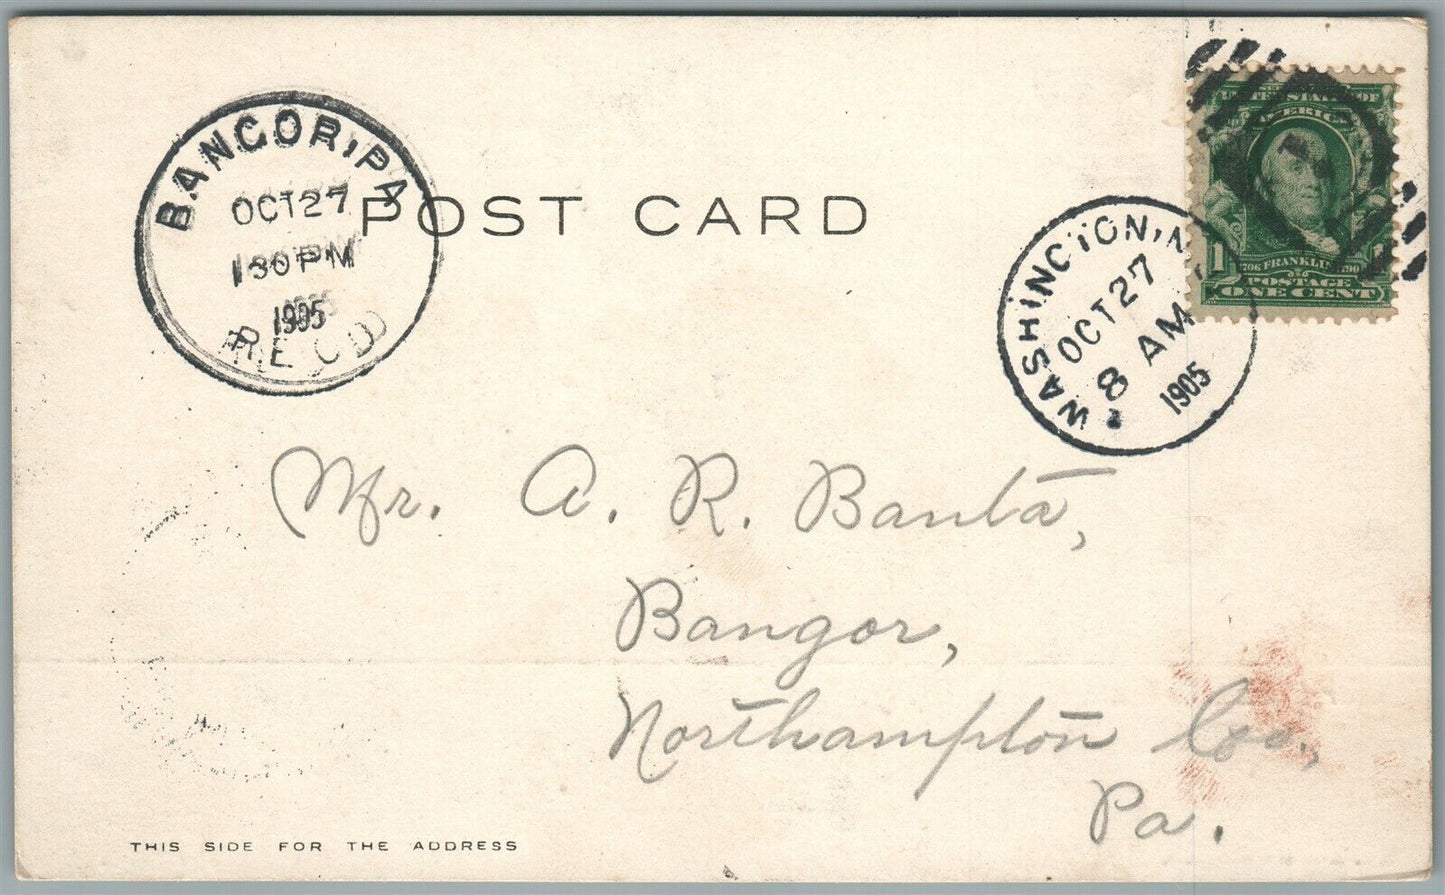 BANGOR, PA
OCT 27
130 PM
1905
REC'D
POST CARD
WASHINGTON, N.
OCT 27
8 AM
1905
UNITED STATES OF
AMERICA
1
FRANKLIN
POSTAGE
ONE CENT
Mr. A. R. Banta,
Bangor,
Northampton Co.,
Pa.
THIS SIDE FOR THE ADDRESS